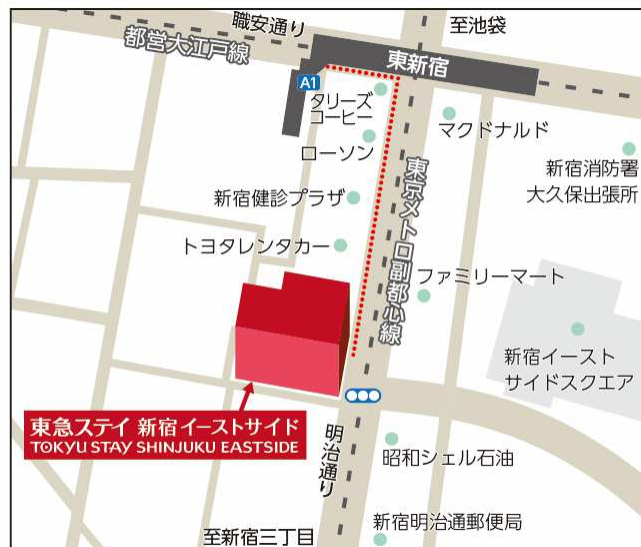 職安通り
至池袋
都営大江戸線
東新宿
A1
タリーズ
コーヒー
マクドナルド
ローソン
新宿消防署
大久保出張所
新宿健診プラザ
東京メトロ副都心線
トヨタレンタカー
ファミリーマート
新宿イースト
サイドスクエア
東急ステイ 新宿イーストサイド
TOKYU STAY SHINJUKU EASTSIDE
明治通り
昭和シェル石油
至新宿三丁目
新宿明治通郵便局